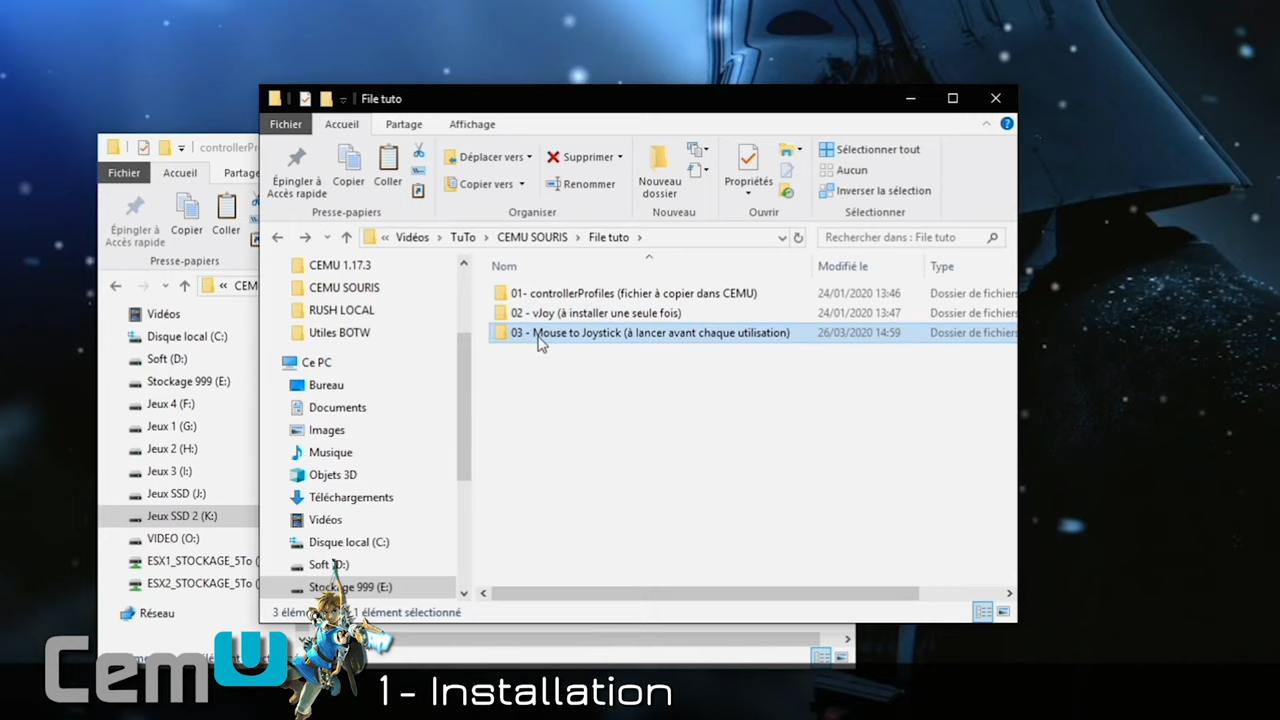 File tuto
Fichier Accueil Partage Affichage
Épingler à Accès rapide
Copier
Coller
Presse-papiers
Déplacer vers
Copier vers
Supprimer
Renommer
Organiser
Nouveau dossier
Nouveau
Propriétés
Ouvrir
Sélectionner tout
Aucun
Inverser la sélection
Sélectionner
« Vidéos > TuTo > CEMU SOURIS > File tuto >
Rechercher dans : File tuto
CEMU 1.17.3
CEMU SOURIS
RUSH LOCAL
Utiles BOTW
Ce PC
Bureau
Documents
Images
Musique
Objets 3D
Téléchargements
Vidéos
Disque local (C:)
Soft (D:)
Stockage 999 (E:)
Nom Modifié le Type
01- controllerProfiles (fichier à copier dans CEMU) 24/01/2020 13:46 Dossier de fichiers
02 - vJoy (à installer une seule fois) 24/01/2020 13:47 Dossier de fichiers
03 - Mouse to Joystick (à lancer avant chaque utilisation) 26/03/2020 14:59 Dossier de fichiers
3 élém 1 élément sélectionné
controllerPr
Fichier Accueil Partage
Épingler à Accès rapide
Copier
Coller
Presse-papiers
« CEM
Vidéos
Disque local (C:)
Soft (D:)
Stockage 999 (E:)
Jeux 4 (F:)
Jeux 1 (G:)
Jeux 2 (H:)
Jeux 3 (I:)
Jeux SSD (J:)
Jeux SSD 2 (K:)
VIDEO (O:)
ESX1_STOCKAGE_5To (
ESX2_STOCKAGE_5To (
Réseau
CemU
1 - Installation